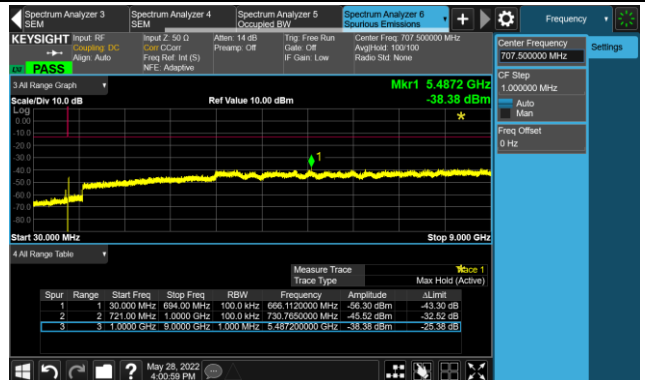 Spectrum Analyzer 3
SEM
Spectrum Analyzer 4
SEM
Spectrum Analyzer 5
Occupied BW
Spectrum Analyzer 6
Spurious Emissions
Frequency
KEYSIGHT
Input: RF
Coupling: DC
Align: Auto
Input Z: 50 Ω
Corr CCorr
Freq Ref: Int (S)
NFE: Adaptive
Atten: 14 dB
Preamp: Off
Trig: Free Run
Gate: Off
IF Gain: Low
Center Freq: 707.500000 MHz
Avg|Hold: 100/100
Radio Std: None
PASS
3 All Range Graph
Mkr1 5.4872 GHz
Scale/Div 10.0 dB
Ref Value 10.00 dBm
-38.38 dBm
Log
0.00
-10.0
-20.0
-30.0
-40.0
-50.0
-60.0
-70.0
-80.0
1
Start 30.000 MHz
Stop 9.000 GHz
4 All Range Table
Measure Trace
Trace 1
Trace Type
Max Hold (Active)
Spur Range Start Freq Stop Freq RBW Frequency Amplitude ΔLimit
1 1 30.000 MHz 694.00 MHz 100.0 kHz 666.1120000 MHz -56.30 dBm -43.30 dB
2 2 721.00 MHz 1.0000 GHz 100.0 kHz 730.7650000 MHz -45.52 dBm -32.52 dB
3 3 1.0000 GHz 9.0000 GHz 1.000 MHz 5.487200000 GHz -38.38 dBm -25.38 dB
Center Frequency
707.500000 MHz
Settings
CF Step
1.000000 MHz
Auto
Man
Freq Offset
0 Hz
May 28, 2022
4:00:59 PM